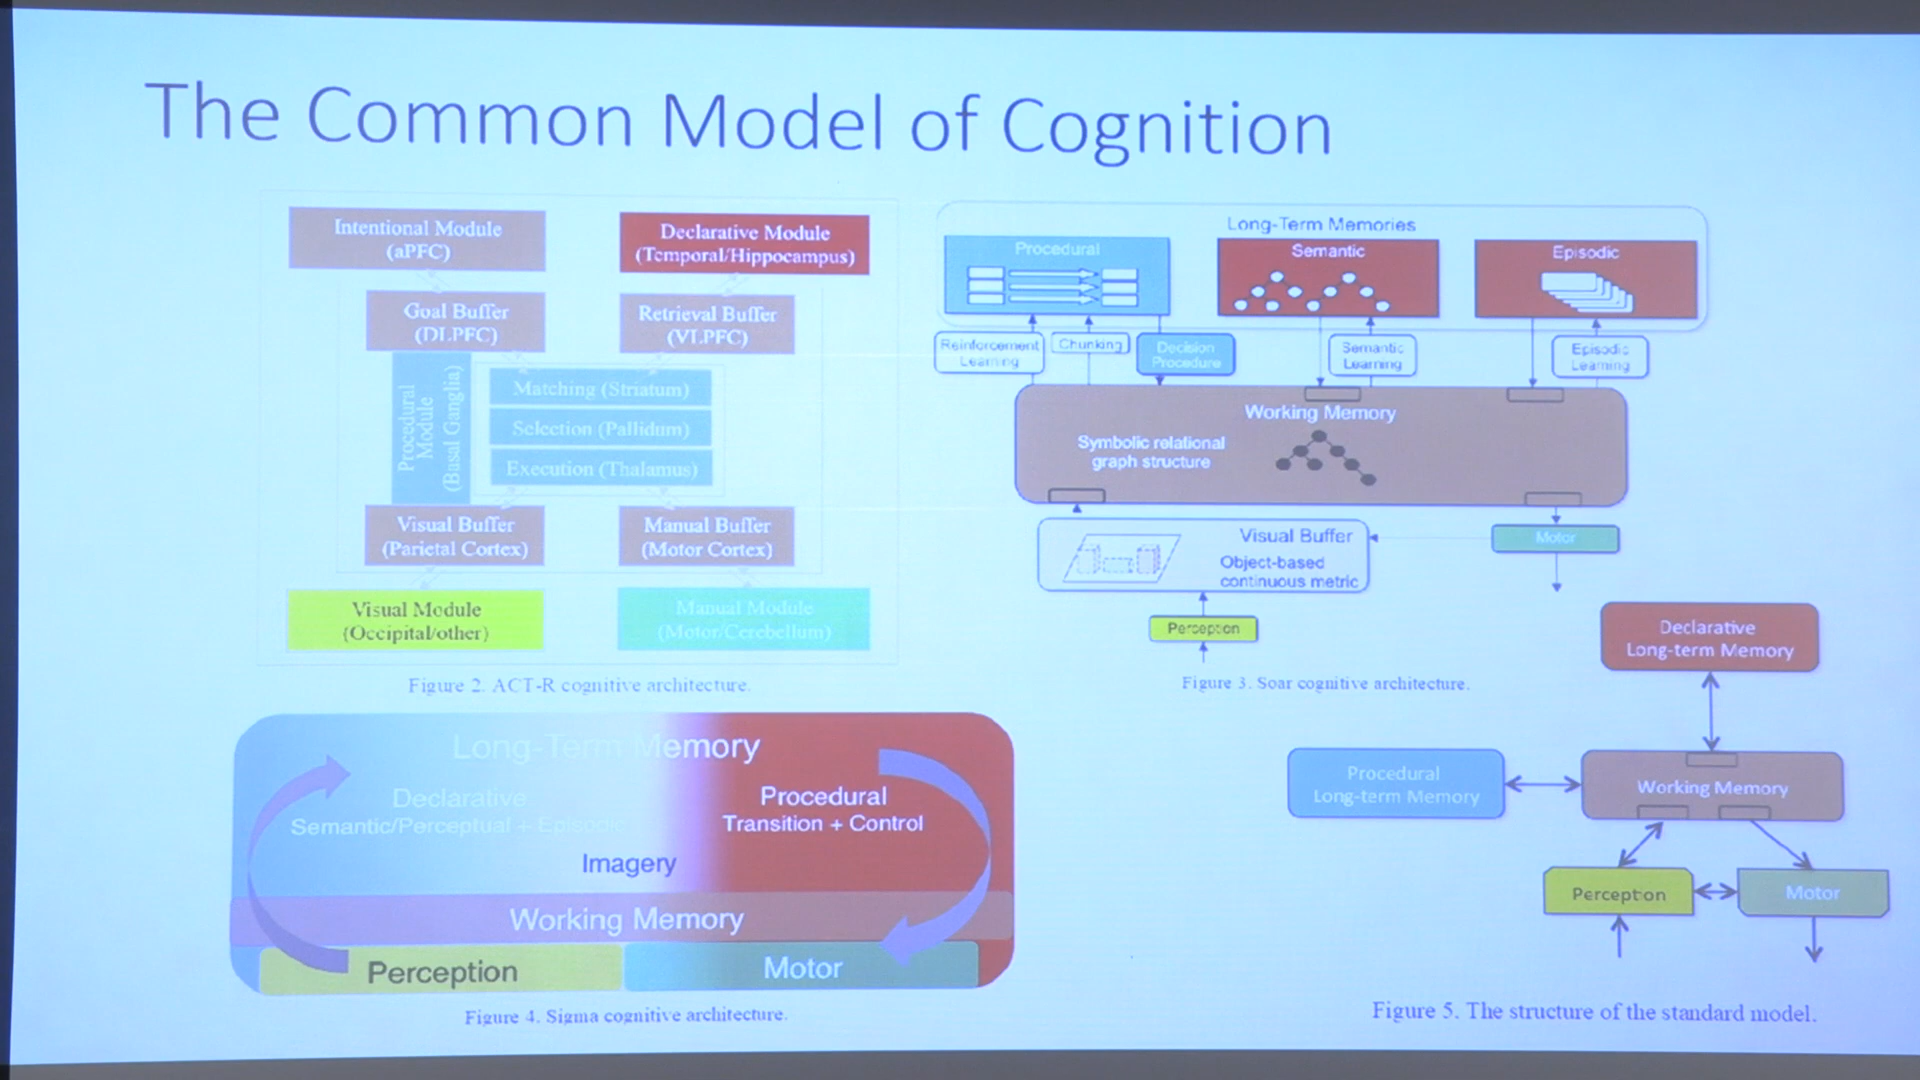 The Common Model of Cognition
Intentional Module
(aPFC)
Declarative Module
(Temporal/Hippocampus)
Goal Buffer
(DLPFC)
Retrieval Buffer
(VLPFC)
Procedural
Module
(Basal Ganglia)
Matching (Striatum)
Selection (Pallidum)
Execution (Thalamus)
Visual Buffer
(Parietal Cortex)
Manual Buffer
(Motor Cortex)
Visual Module
(Occipital/other)
Manual Module
(Motor/Cerebellum)
Figure 2. ACT-R cognitive architecture.
Long-Term Memories
Procedural
Semantic
Episodic
Reinforcement
Learning
Chunking
Decision
Procedure
Semantic
Learning
Episodic
Learning
Working Memory
Symbolic relational
graph structure
Visual Buffer
Object-based
continuous metric
Motor
Perception
Figure 3. Soar cognitive architecture.
Long-Term Memory
Declarative
Semantic/Perceptual + Episodic
Procedural
Transition + Control
Imagery
Working Memory
Perception
Motor
Figure 4. Sigma cognitive architecture.
Declarative
Long-term Memory
Procedural
Long-term Memory
Working Memory
Perception
Motor
Figure 5. The structure of the standard model.